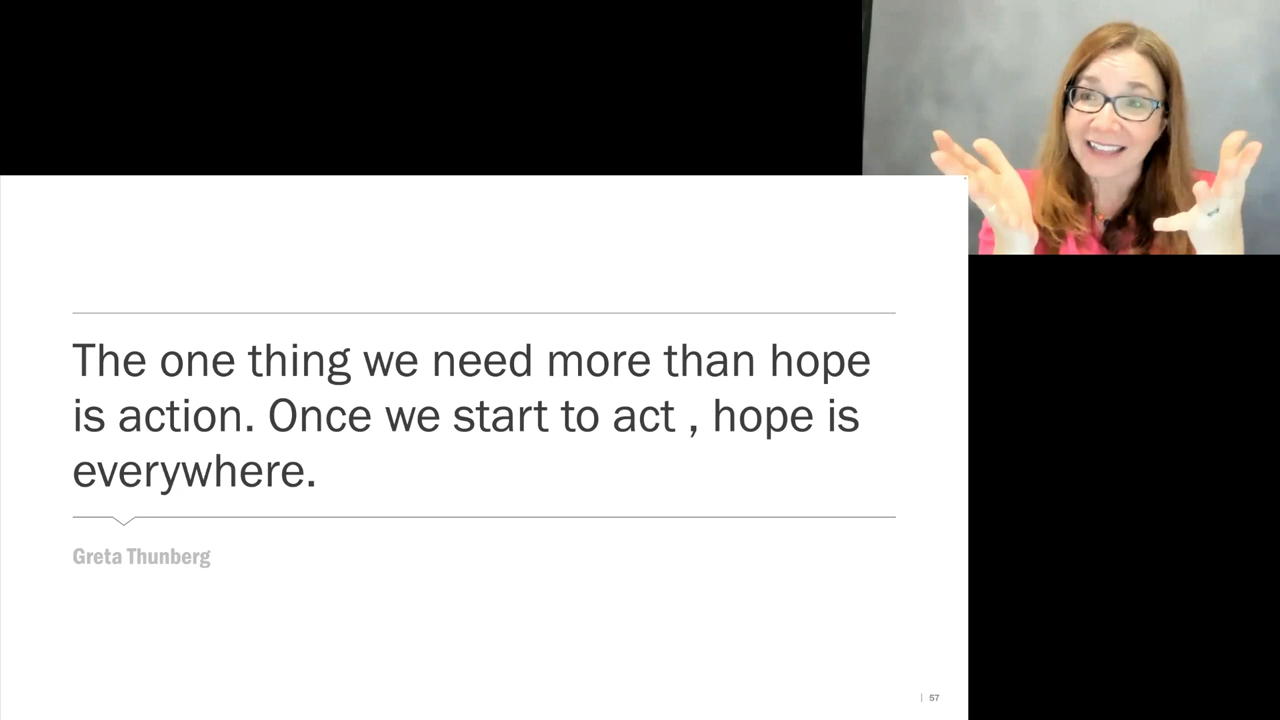 The one thing we need more than hope
is action. Once we start to act , hope is
everywhere.
Greta Thunberg
| 57